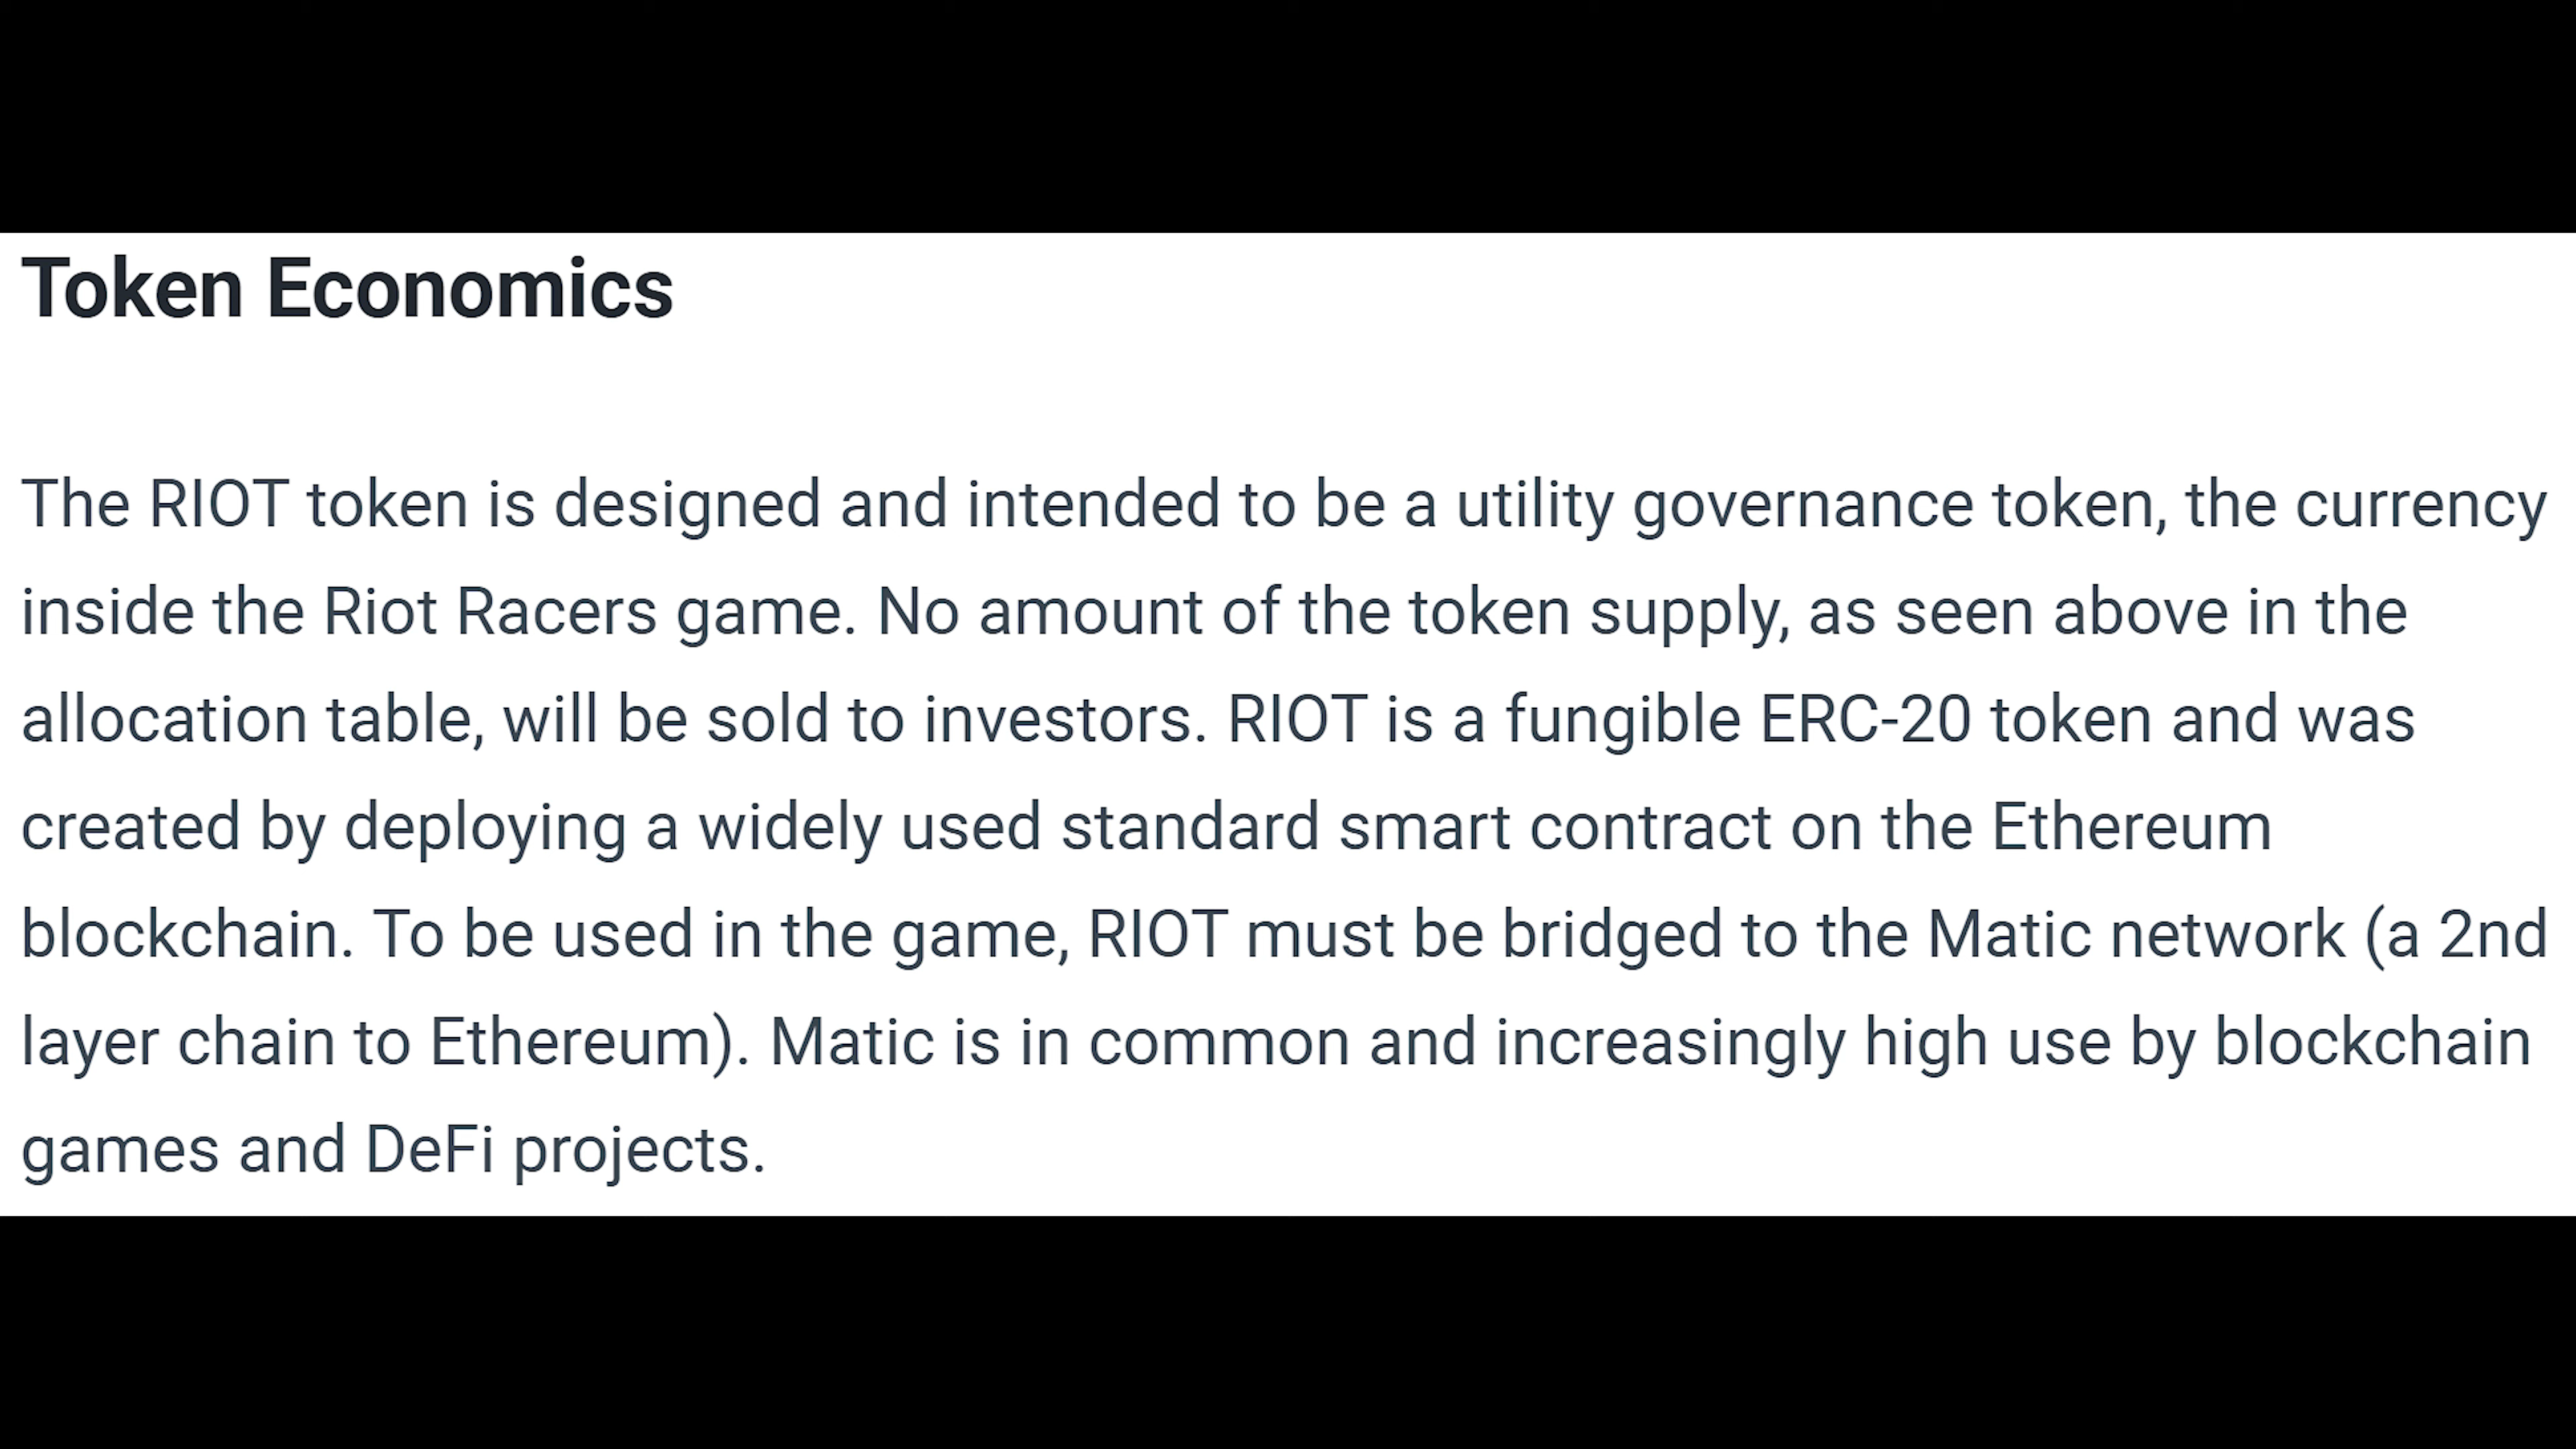 Token Economics
The RIOT token is designed and intended to be a utility governance token, the currency
inside the Riot Racers game. No amount of the token supply, as seen above in the
allocation table, will be sold to investors. RIOT is a fungible ERC-20 token and was
created by deploying a widely used standard smart contract on the Ethereum
blockchain. To be used in the game, RIOT must be bridged to the Matic network (a 2nd
layer chain to Ethereum). Matic is in common and increasingly high use by blockchain
games and DeFi projects.